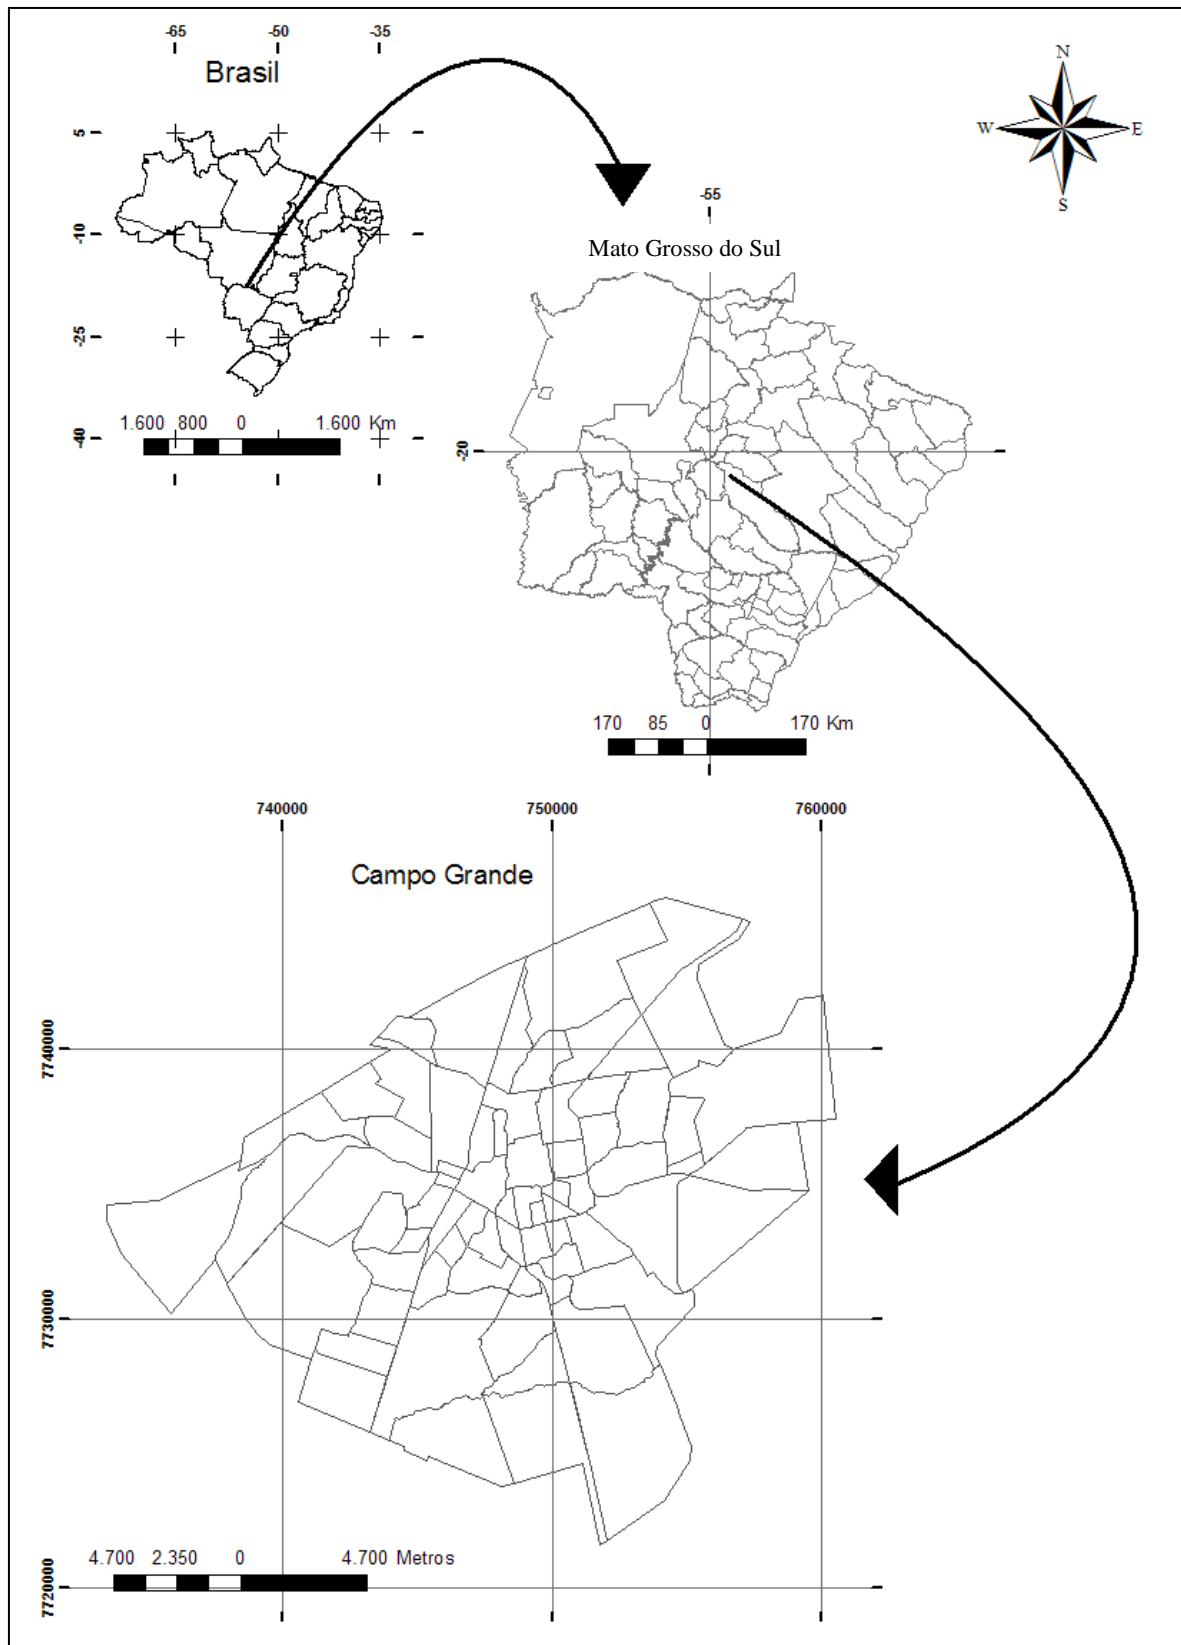 -65 -50 -35
Brasil
N
W E
S
5
-10
-25
-40
1.600 800 0 1.600 Km
-55
Mato Grosso do Sul
-20
170 85 0 170 Km
740000 750000 760000
Campo Grande
7740000
7730000
7720000
4.700 2.350 0 4.700 Metros